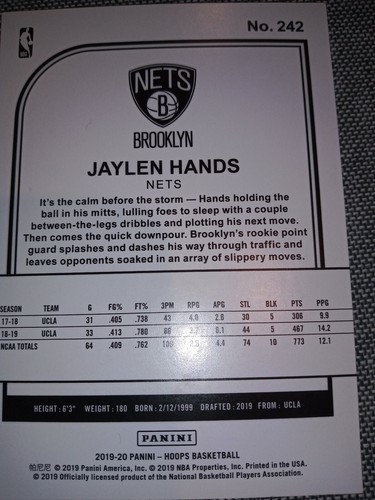 No. 242
NETS
B
BROOKLYN
JAYLEN HANDS
NETS
It's the calm before the storm — Hands holding the
ball in his mitts, lulling foes to sleep with a couple
between-the-legs dribbles and plotting his next move.
Then comes the quick downpour. Brooklyn's rookie point
guard splashes and dashes his way through traffic and
leaves opponents soaked in an array of slippery moves.
SEASON TEAM G FG% FT% 3PM RPG APG STL BLK PTS PPG
17-18 UCLA 31 .405 .738 43 4.0 2.6 30 5 306 9.9
18-19 UCLA 33 .413 .780 6.1 44 5 467 14.2
NCAA TOTALS 64 .409 .762 4.4 74 10 773 12.1
HEIGHT: 6'3" WEIGHT: 180 BORN: 2/12/1999 DRAFTED: 2019 FROM: UCLA
PANINI
2019-20 PANINI – HOOPS BASKETBALL
帕尼尼 © 2019 Panini America, Inc. © 2019 NBA Properties, Inc. Printed in the USA.
© 2019 Officially licensed product of the National Basketball Players Association.